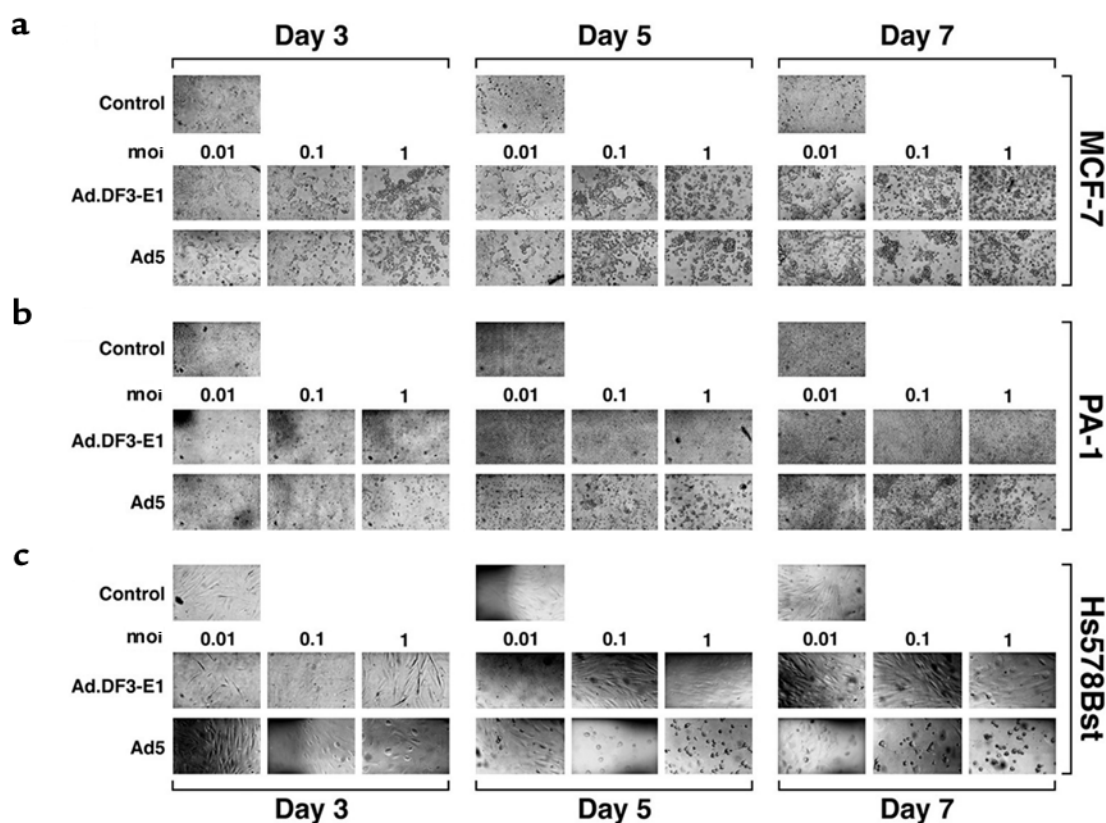 a
Day 3 Day 5 Day 7
Control
moi 0.01 0.1 1 0.01 0.1 1 0.01 0.1 1
Ad.DF3-E1
Ad5
MCF-7
b
Control
moi 0.01 0.1 1 0.01 0.1 1 0.01 0.1 1
Ad.DF3-E1
Ad5
PA-1
c
Control
moi 0.01 0.1 1 0.01 0.1 1 0.01 0.1 1
Ad.DF3-E1
Ad5
Hs578Bst
Day 3 Day 5 Day 7